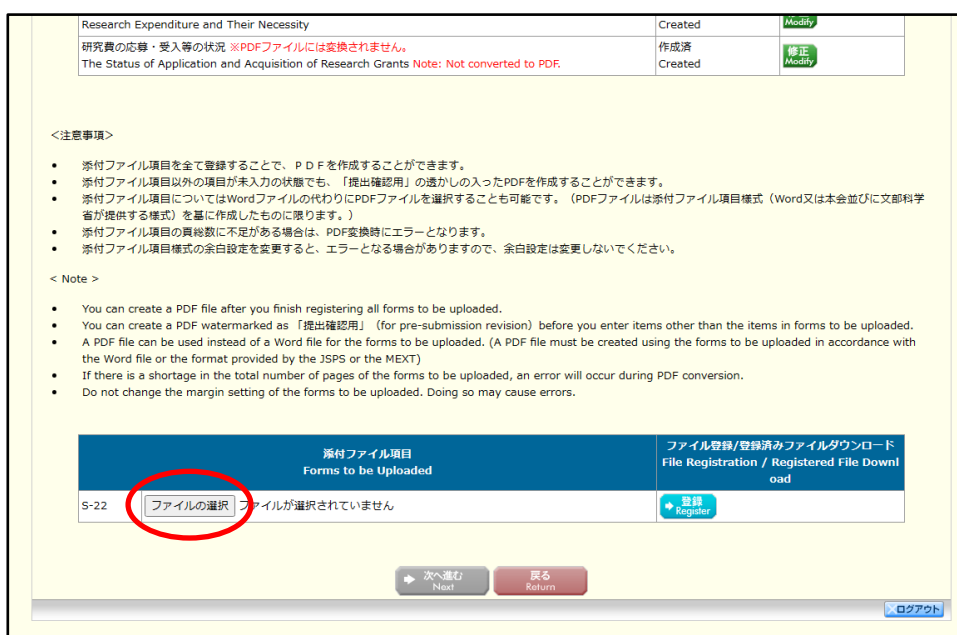 Research Expenditure and Their Necessity
Created
Modify
研究費の応募・受入等の状況 ※PDFファイルには変換されません。
The Status of Application and Acquisition of Research Grants Note: Not converted to PDF.
作成済
Created
修正
Modify
＜注意事項＞
• 添付ファイル項目を全て登録することで、ＰＤＦを作成することができます。
• 添付ファイル項目以外の項目が未入力の状態でも、「提出確認用」の透かしの入ったPDFを作成することができます。
• 添付ファイル項目についてはWordファイルの代わりにPDFファイルを選択することも可能です。（PDFファイルは添付ファイル項目様式（Word又は本会並びに文部科学
省が提供する様式）を基に作成したものに限ります。）
• 添付ファイル項目の頁総数に不足がある場合は、PDF変換時にエラーとなります。
• 添付ファイル項目様式の余白設定を変更すると、エラーとなる場合がありますので、余白設定は変更しないでください。
< Note >
• You can create a PDF file after you finish registering all forms to be uploaded.
• You can create a PDF watermarked as 「提出確認用」 (for pre-submission revision) before you enter items other than the items in forms to be uploaded.
• A PDF file can be used instead of a Word file for the forms to be uploaded. (A PDF file must be created using the forms to be uploaded in accordance with
the Word file or the format provided by the JSPS or the MEXT)
• If there is a shortage in the total number of pages of the forms to be uploaded, an error will occur during PDF conversion.
• Do not change the margin setting of the forms to be uploaded. Doing so may cause errors.
添付ファイル項目
Forms to be Uploaded
ファイル登録/登録済みファイルダウンロード
File Registration / Registered File Downl
oad
S-22
ファイルの選択 ファイルが選択されていません
登録
Register
次へ進む
Next
戻る
Return
ログアウト